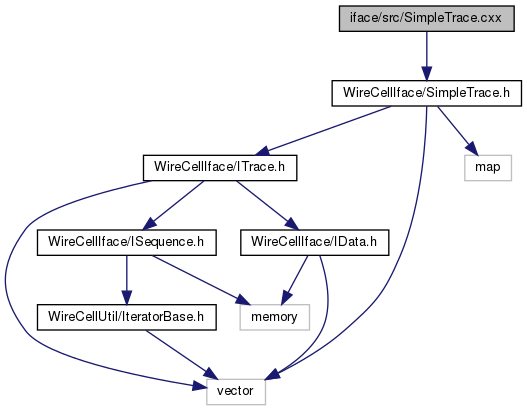 iface/src/SimpleTrace.cxx
WireCellIface/SimpleTrace.h
WireCellIface/ITrace.h
map
WireCellIface/ISequence.h
WireCellIface/IData.h
WireCellUtil/IteratorBase.h
memory
vector